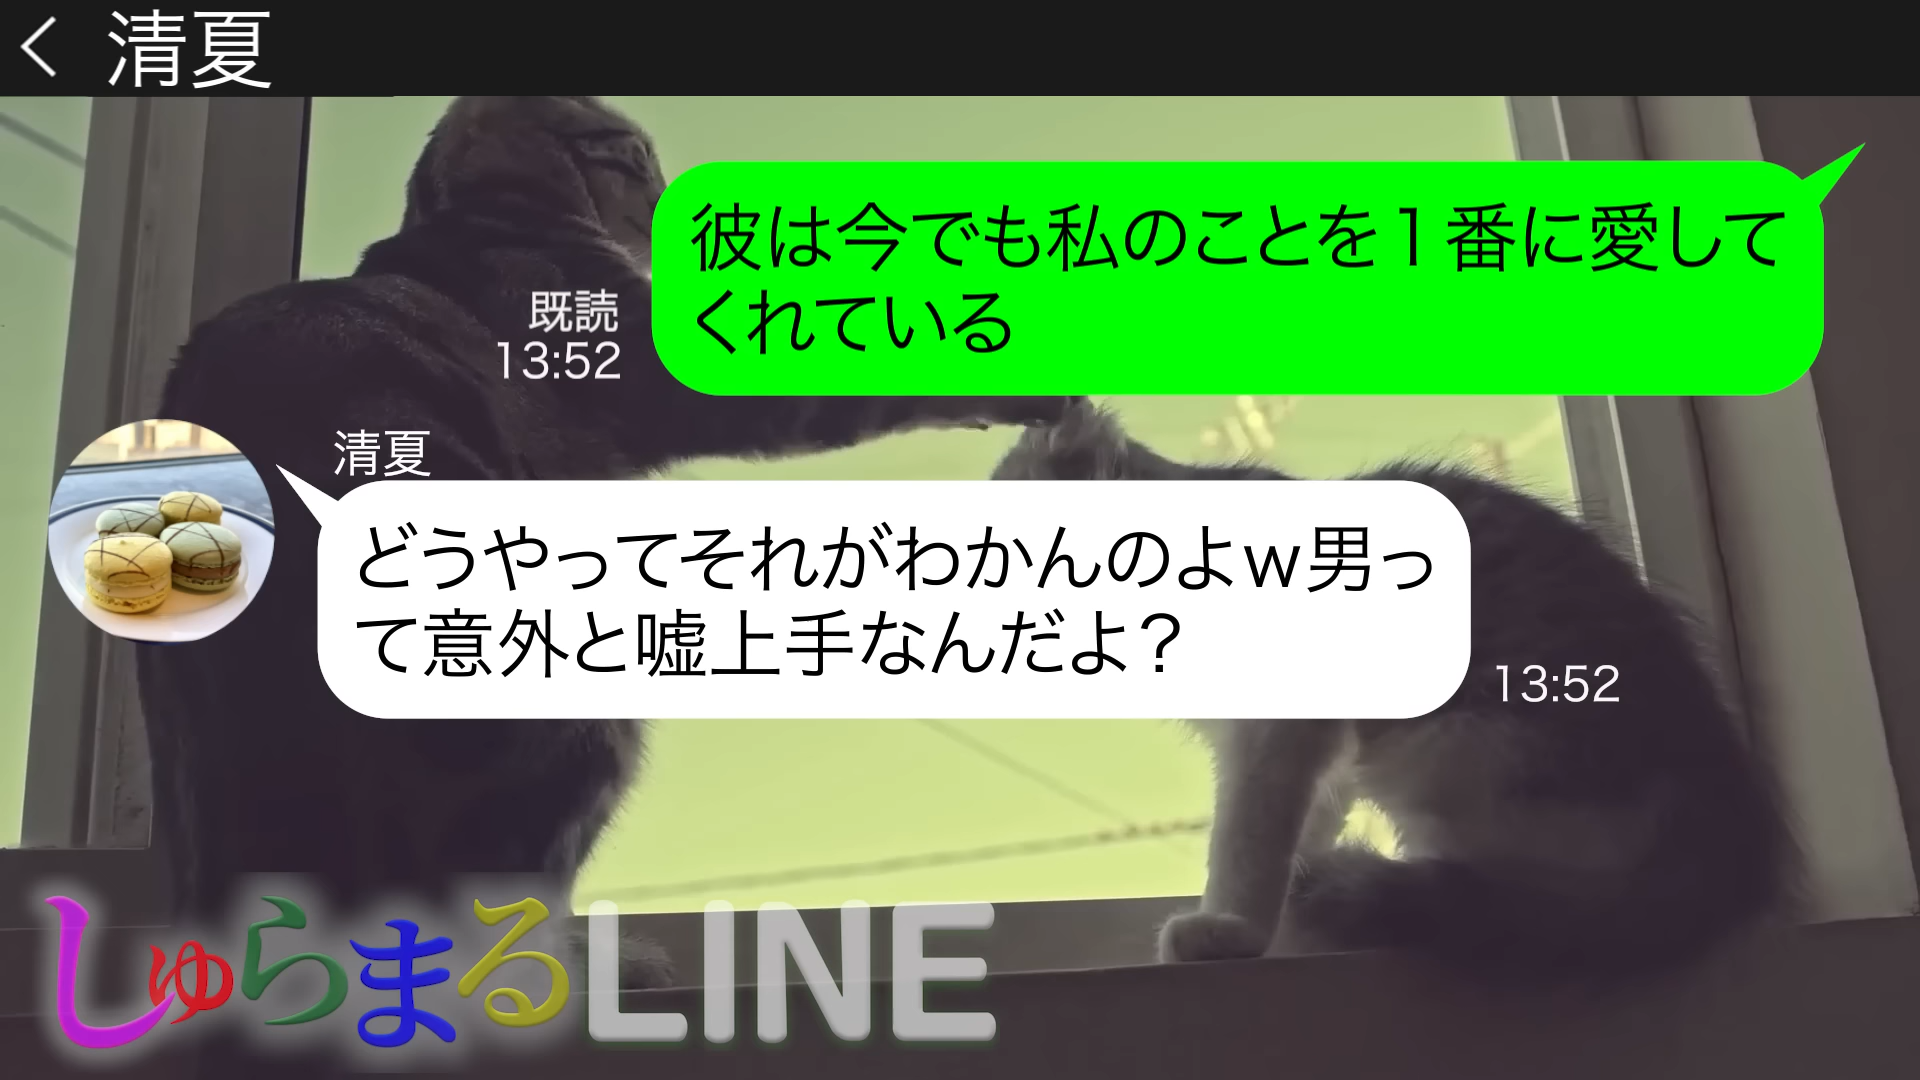 清夏
彼は今でも私のことを１番に愛して
くれている
既読
13:52
清夏
どうやってそれがわかんのよｗ男っ
て意外と嘘上手なんだよ？
13:52
しゅらまるLINE